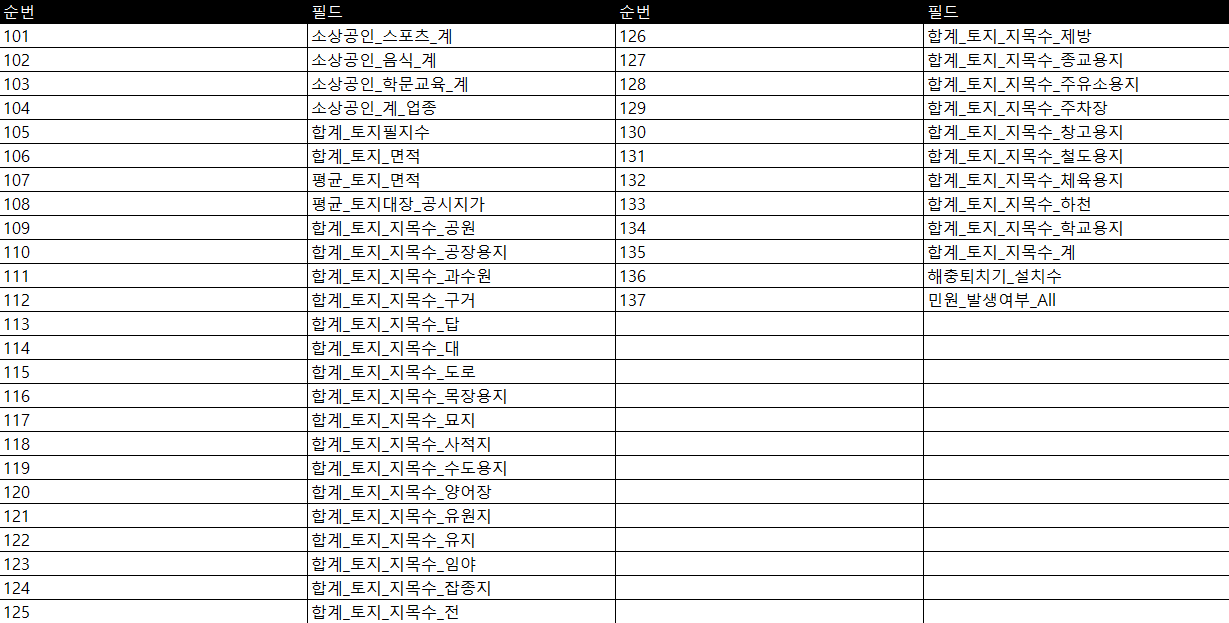 순번 필드 순번 필드
101 소상공인_스포츠_계 126 합계_토지_지목수_제방
102 소상공인_음식_계 127 합계_토지_지목수_종교용지
103 소상공인_학문교육_계 128 합계_토지_지목수_주유소용지
104 소상공인_계_업종 129 합계_토지_지목수_주차장
105 합계_토지필지수 130 합계_토지_지목수_창고용지
106 합계_토지_면적 131 합계_토지_지목수_철도용지
107 평균_토지_면적 132 합계_토지_지목수_체육용지
108 평균_토지대장_공시지가 133 합계_토지_지목수_하천
109 합계_토지_지목수_공원 134 합계_토지_지목수_학교용지
110 합계_토지_지목수_공장용지 135 합계_토지_지목수_계
111 합계_토지_지목수_과수원 136 해충퇴치기_설치수
112 합계_토지_지목수_구거 137 민원_발생여부_All
113 합계_토지_지목수_답
114 합계_토지_지목수_대
115 합계_토지_지목수_도로
116 합계_토지_지목수_목장용지
117 합계_토지_지목수_묘지
118 합계_토지_지목수_사적지
119 합계_토지_지목수_수도용지
120 합계_토지_지목수_양어장
121 합계_토지_지목수_유원지
122 합계_토지_지목수_유지
123 합계_토지_지목수_임야
124 합계_토지_지목수_잡종지
125 합계_토지_지목수_전